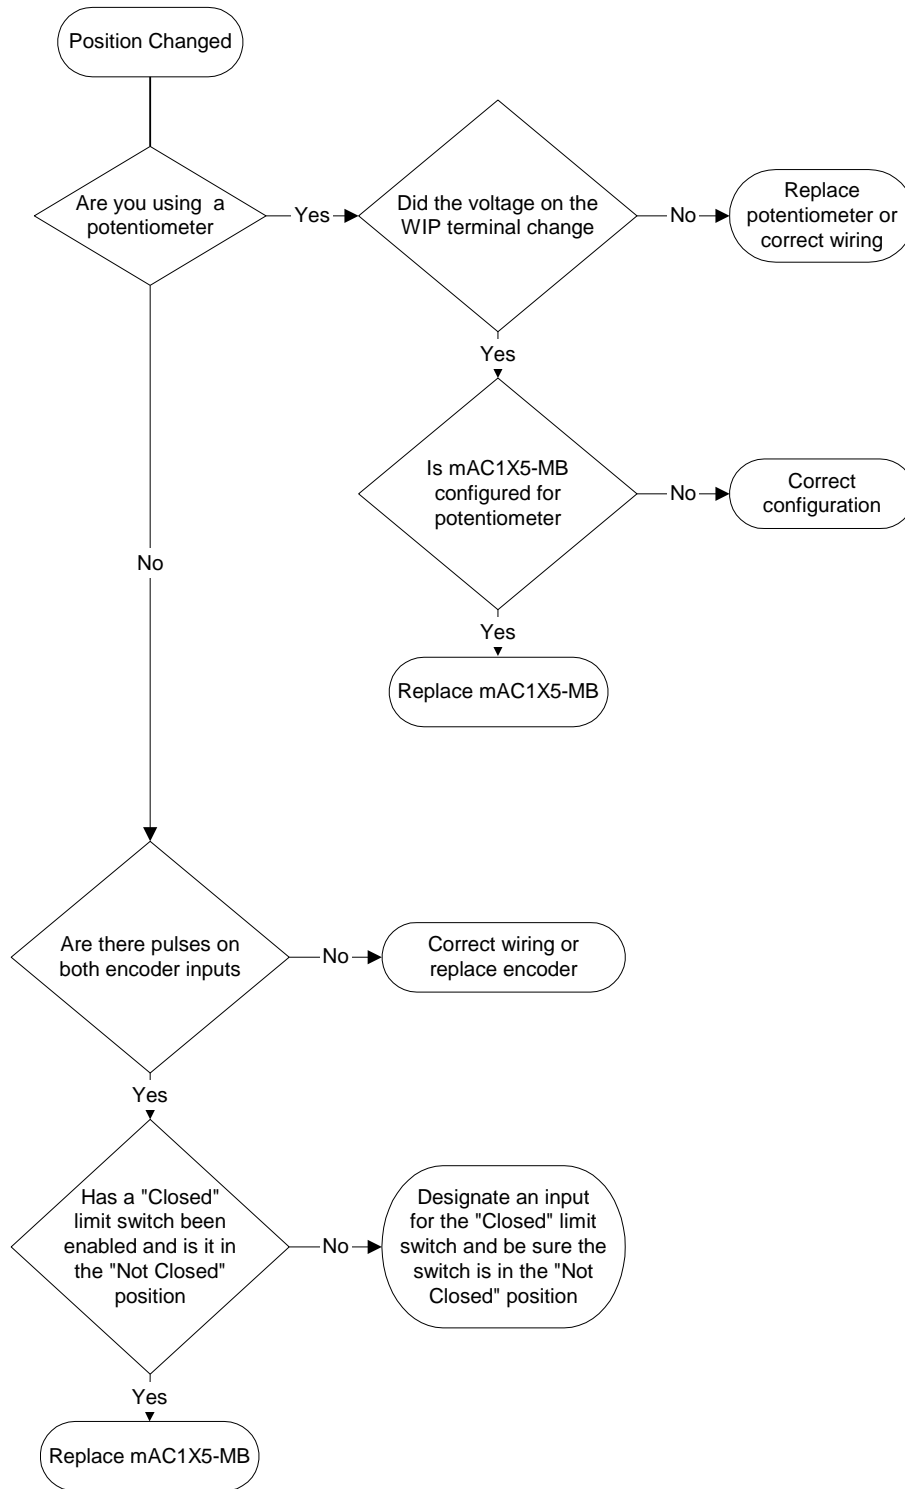 Position Changed
Are you using a
potentiometer
Yes
Did the voltage on the
WIP terminal change
No
Replace
potentiometer or
correct wiring
Yes
Is mAC1X5-MB
configured for
potentiometer
No
Correct
configuration
Yes
Replace mAC1X5-MB
No
Are there pulses on
both encoder inputs
No
Correct wiring or
replace encoder
Yes
Has a "Closed"
limit switch been
enabled and is it in
the "Not Closed"
position
No
Designate an input
for the "Closed" limit
switch and be sure the
switch is in the "Not
Closed" position
Yes
Replace mAC1X5-MB